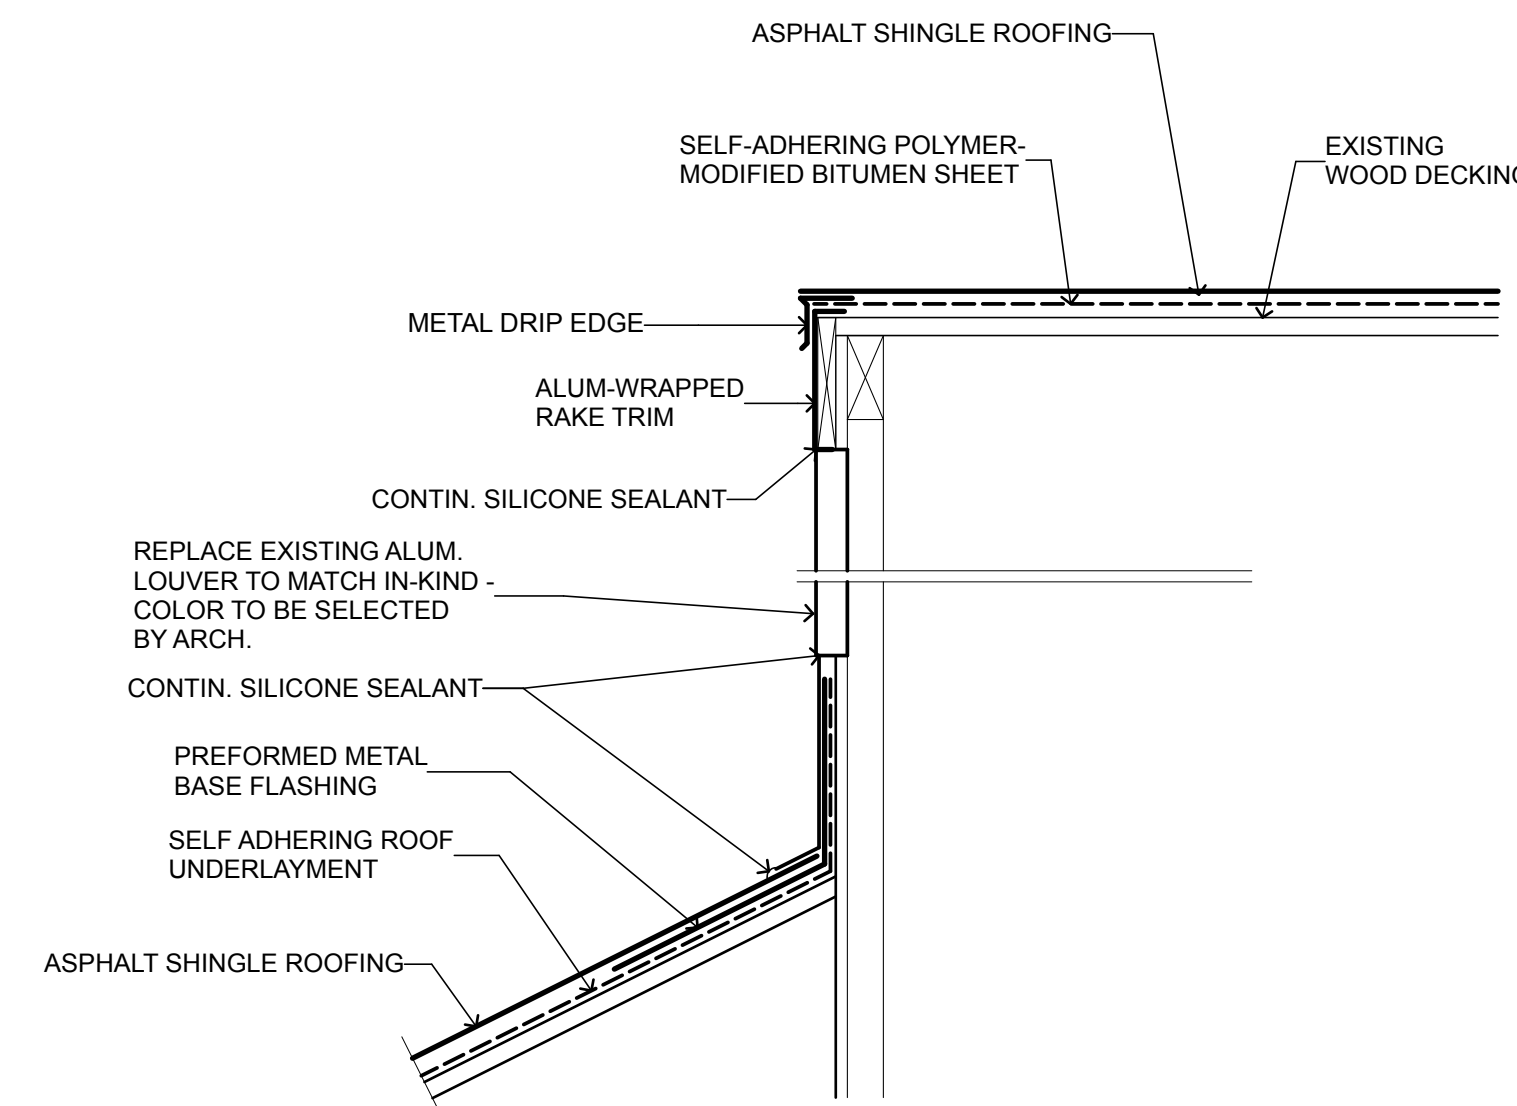 ASPHALT SHINGLE ROOFING
SELF-ADHERING POLYMER-
MODIFIED BITUMEN SHEET
EXISTING
WOOD DECKING
METAL DRIP EDGE
ALUM-WRAPPED
RAKE TRIM
CONTIN. SILICONE SEALANT
REPLACE EXISTING ALUM.
LOUVER TO MATCH IN-KIND -
COLOR TO BE SELECTED
BY ARCH.
CONTIN. SILICONE SEALANT
PREFORMED METAL
BASE FLASHING
SELF ADHERING ROOF
UNDERLAYMENT
ASPHALT SHINGLE ROOFING